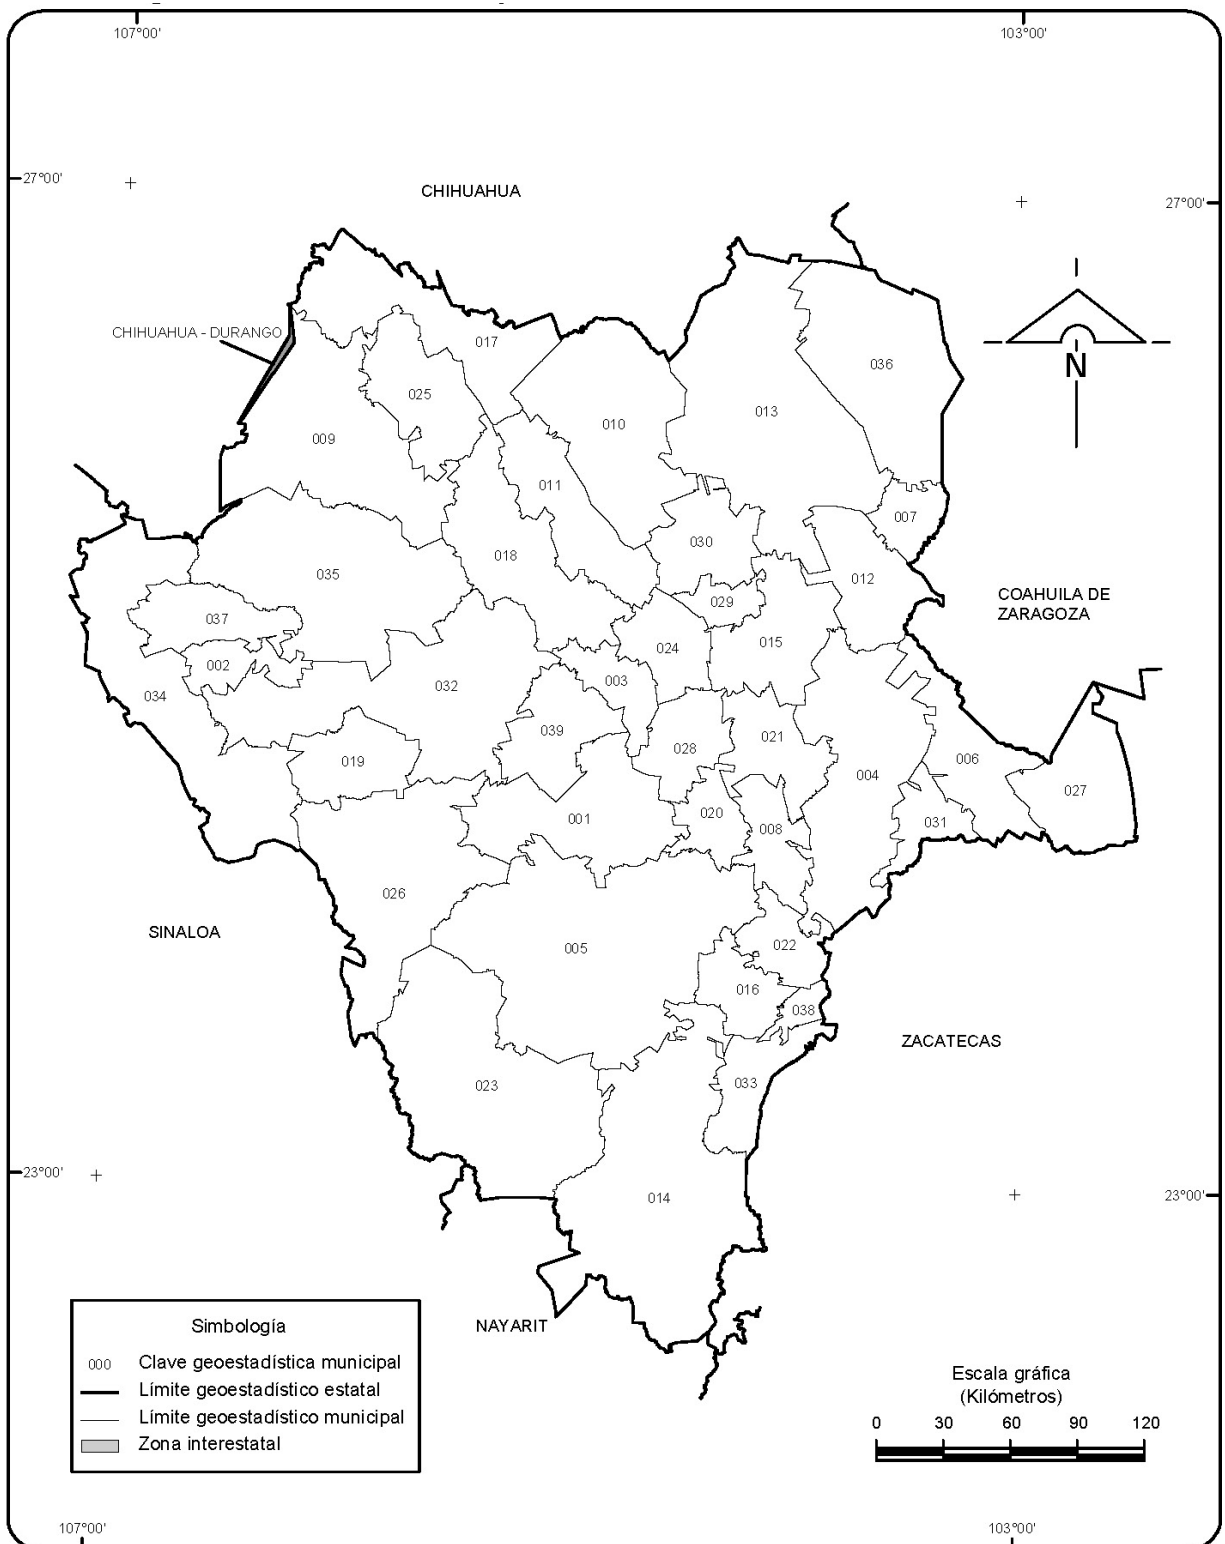 107°00'
103°00'
27°00'
CHIHUAHUA
27°00'
CHIHUAHUA - DURANGO
017
036
025
013
010
009
N
011
007
030
018
035
012
COAHUILA DE
ZARAGOZA
029
037
015
024
002
003
032
034
039
021
028
006
019
004
027
020
001
031
008
026
SINALOA
022
005
016
038
ZACATECAS
023
033
23°00'
23°00'
014
NAYARIT
Simbología
000 Clave geoestadística municipal
Límite geoestadístico estatal
Límite geoestadístico municipal
Zona interestatal
Escala gráfica
(Kilómetros)
0 30 60 90 120
107°00'
103°00'